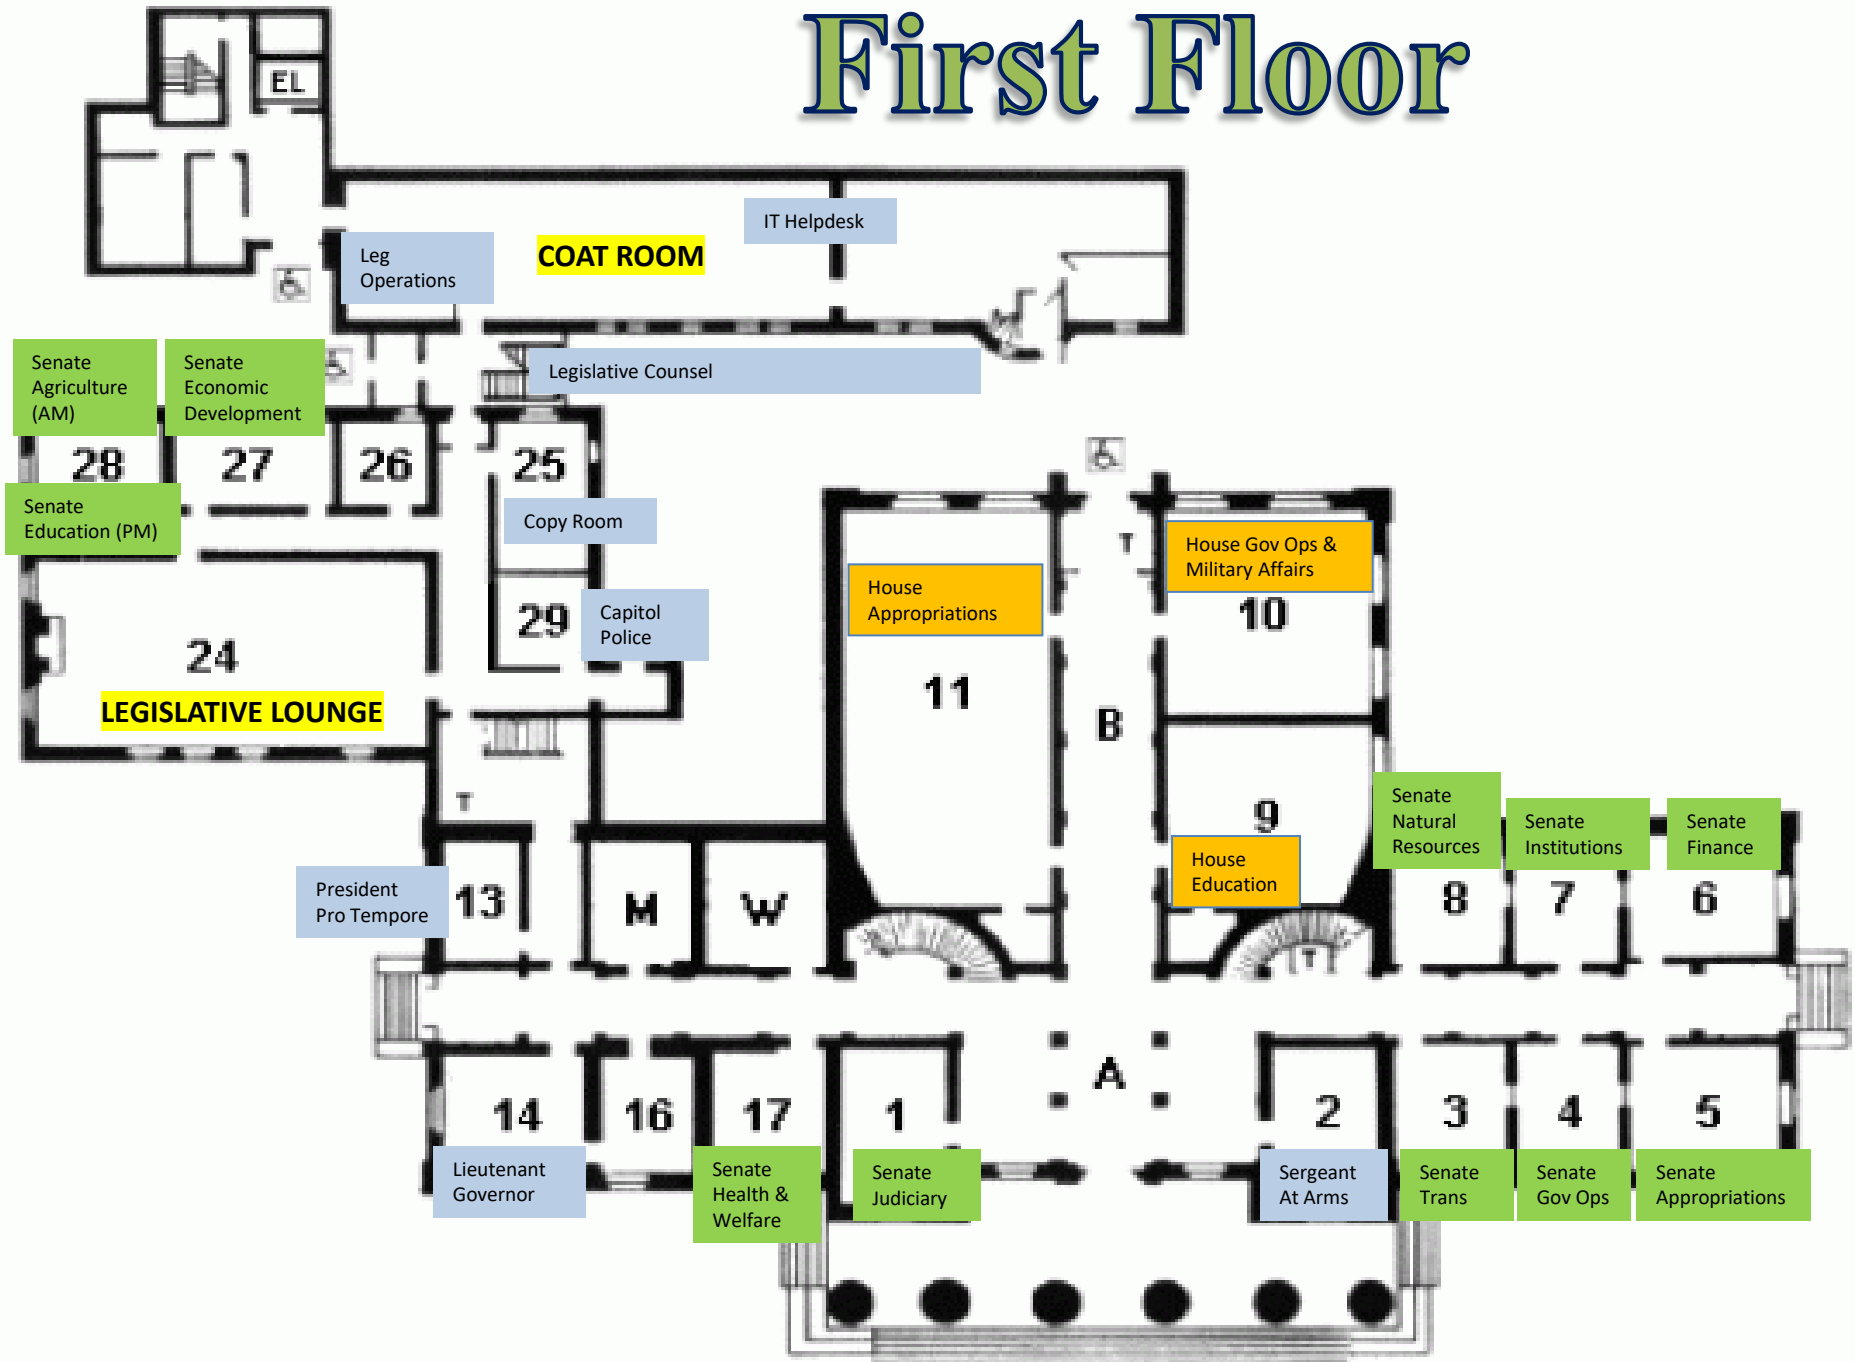 First Floor
EL
IT Helpdesk
Leg
Operations
COAT ROOM
Legislative Counsel
Senate
Agriculture
(AM)
Senate
Economic
Development
28
27
26
25
Senate
Education (PM)
Copy Room
29
Capitol
Police
24
LEGISLATIVE LOUNGE
T
T
House Gov Ops &
Military Affairs
10
House
Appropriations
11
B
9
House
Education
Senate
Natural
Resources
Senate
Institutions
Senate
Finance
President
Pro Tempore
13
M
W
8
7
6
T
A
14
16
17
1
2
3
4
5
Lieutenant
Governor
Senate
Health &
Welfare
Senate
Judiciary
Sergeant
At Arms
Senate
Trans
Senate
Gov Ops
Senate
Appropriations